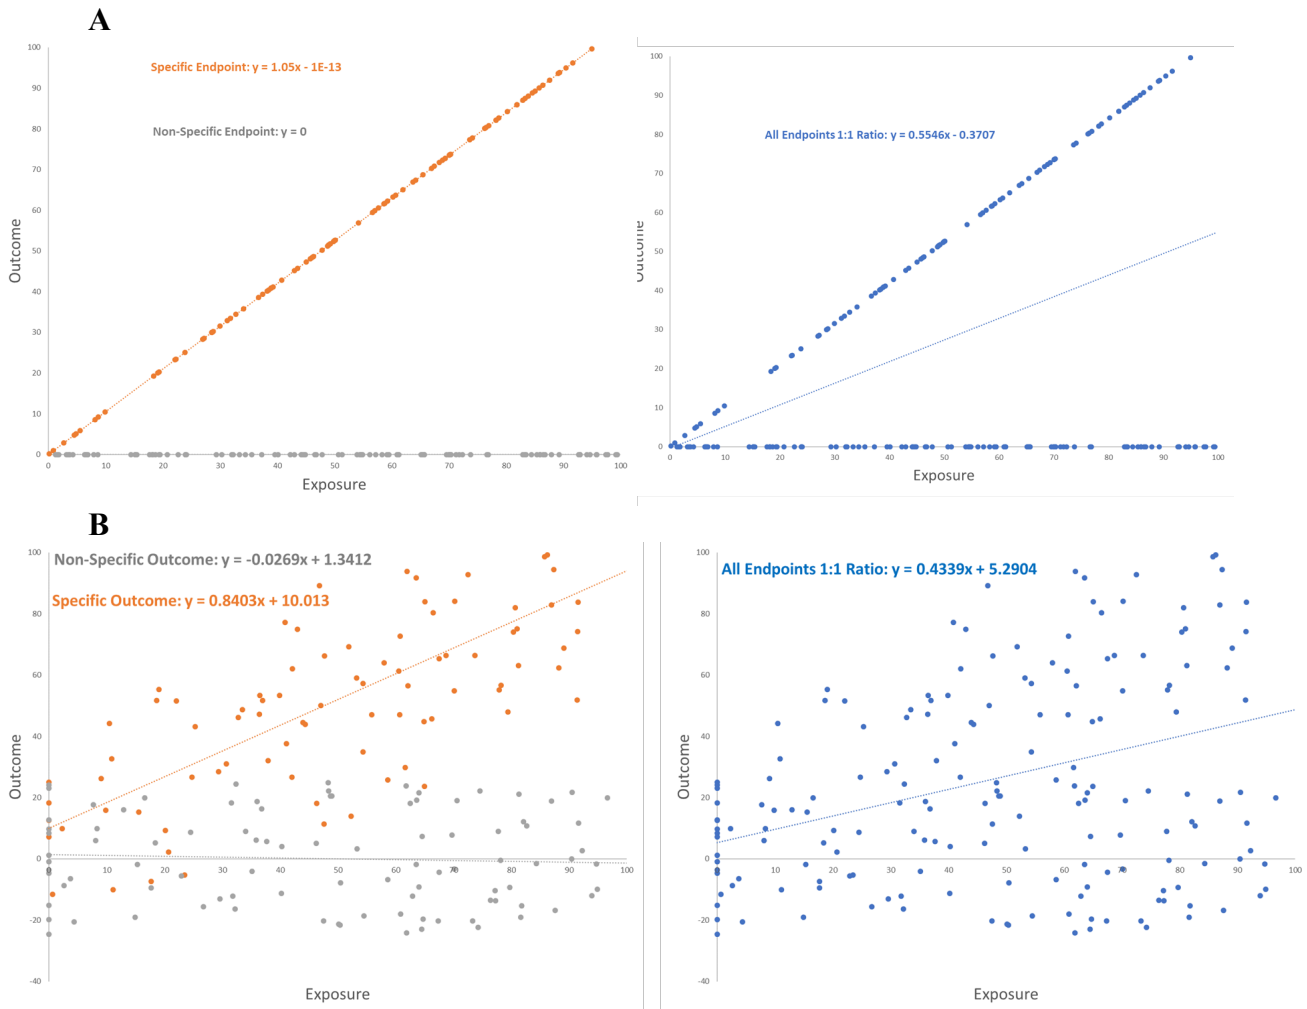 A
Specific Endpoint: y = 1.05x - 1E-13
Non-Specific Endpoint: y = 0
100
90
80
70
60
50
40
30
20
10
0
0 10 20 30 40 50 60 70 80 90 100
Outcome
Exposure
All Endpoints 1:1 Ratio: y = 0.5546x - 0.3707
100
90
80
70
60
50
40
30
20
10
0
0 10 20 30 40 50 60 70 80 90 100
Outcome
Exposure
B
Non-Specific Outcome: y = -0.0269x + 1.3412
Specific Outcome: y = 0.8403x + 10.013
100
80
60
40
20
0
-20
-40
0 10 20 30 40 50 60 70 80 90 100
Outcome
Exposure
All Endpoints 1:1 Ratio: y = 0.4339x + 5.2904
100
80
60
40
20
0
-20
-40
0 10 20 30 40 50 60 70 80 90 100
Outcome
Exposure